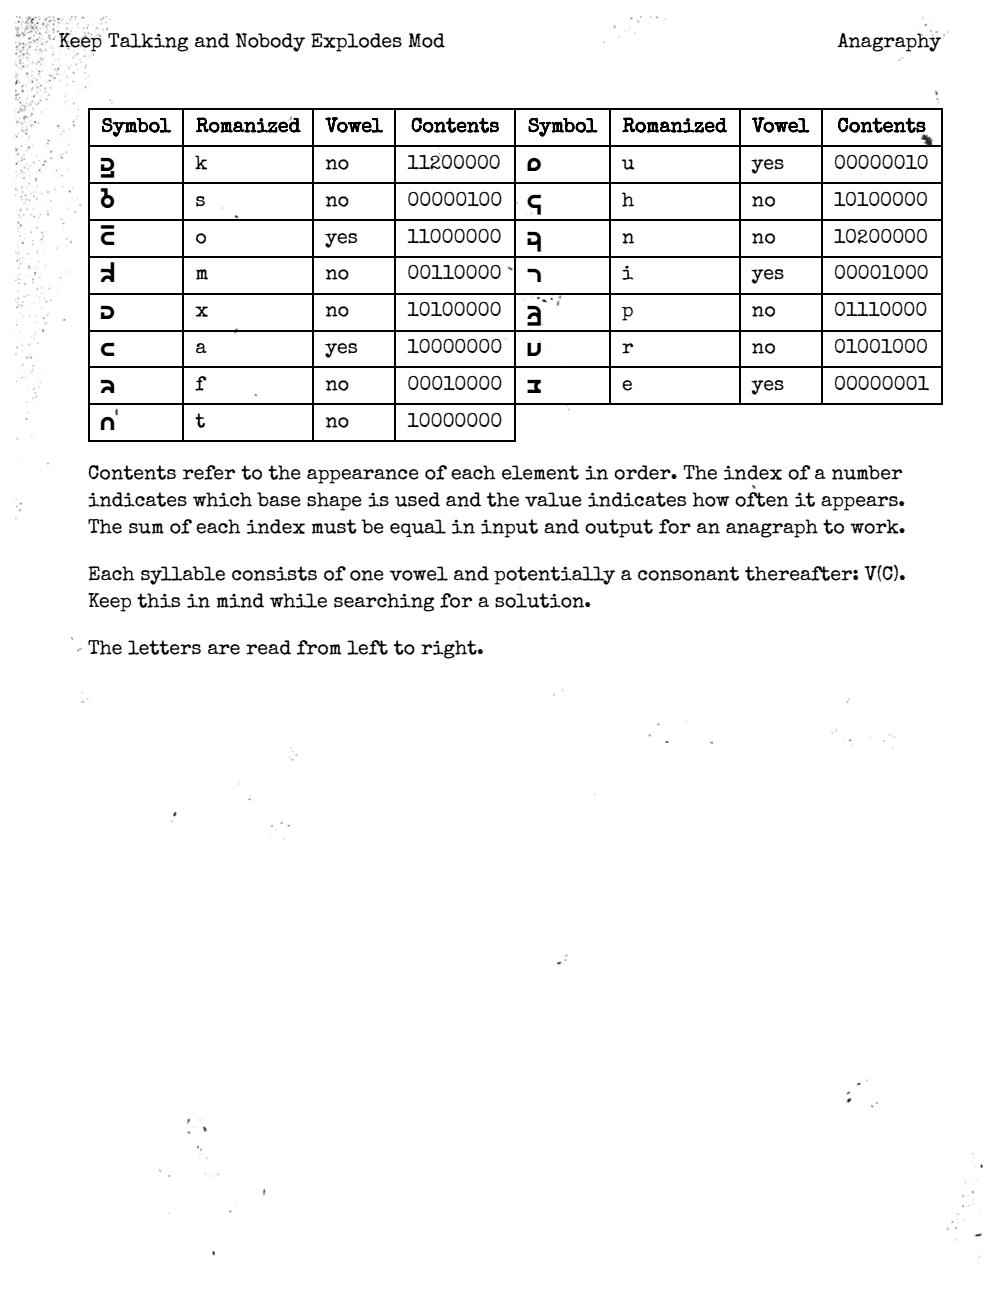 Keep Talking and Nobody Explodes Mod Anagraphy
Symbol Romanized Vowel Contents Symbol Romanized Vowel Contents
k no 11200000 u yes 00000010
s no 00000100 h no 10100000
o yes 11000000 n no 10200000
m no 00110000 i yes 00001000
x no 10100000 p no 01110000
a yes 10000000 r no 01001000
f no 00010000 e yes 00000001
t no 10000000
Contents refer to the appearance of each element in order. The index of a number
indicates which base shape is used and the value indicates how often it appears.
The sum of each index must be equal in input and output for an anagraph to work.
Each syllable consists of one vowel and potentially a consonant thereafter: V(C).
Keep this in mind while searching for a solution.
The letters are read from left to right.